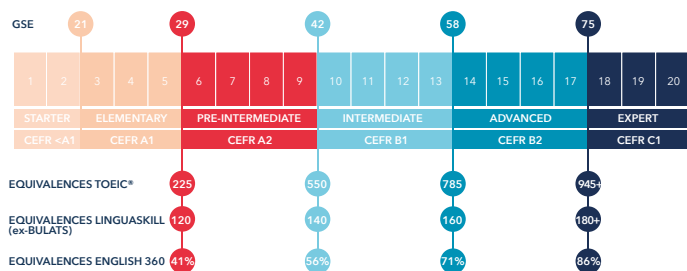 GSE 21 29 42 58 75
1 2 3 4 5 6 7 8 9 10 11 12 13 14 15 16 17 18 19 20
STARTER ELEMENTARY PRE-INTERMEDIATE INTERMEDIATE ADVANCED EXPERT
CEFR <A1 CEFR A1 CEFR A2 CEFR B1 CEFR B2 CEFR C1
EQUIVALENCES TOEIC® 225 550 785 945+
EQUIVALENCES LINGUASKILL 120 140 160 180+
(ex-BULATS)
EQUIVALENCES ENGLISH 360 41% 56% 71% 86%